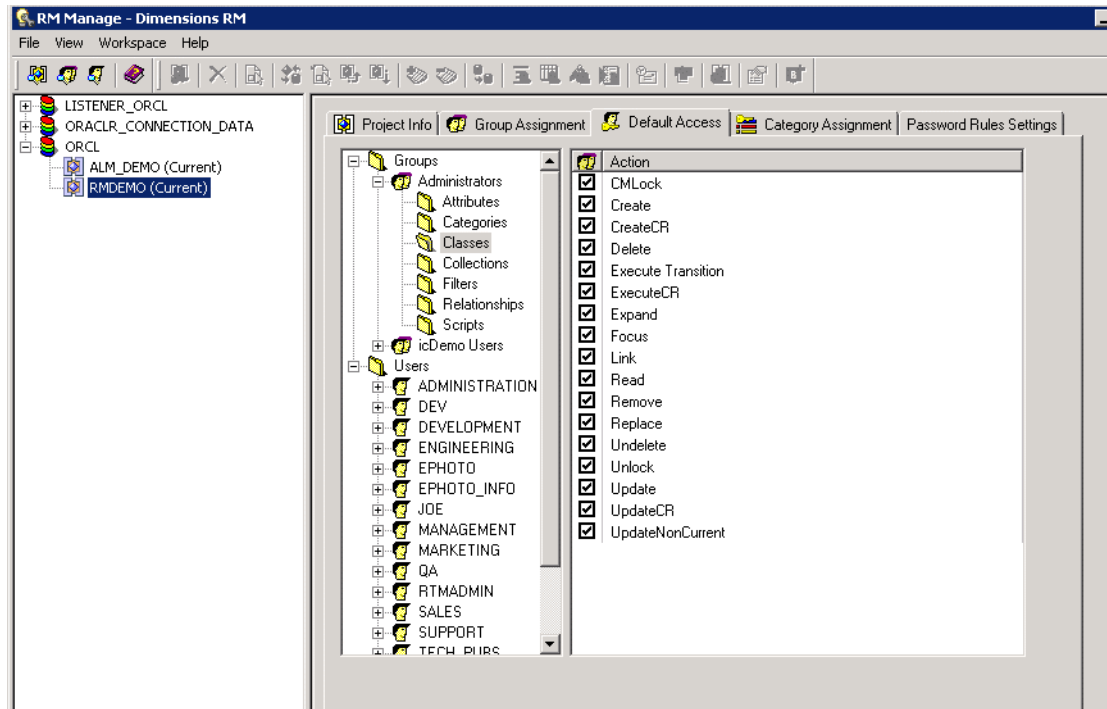 RM Manage - Dimensions RM
File View Workspace Help
LISTENER_ORCL
ORACLR_CONNECTION_DATA
ORCL
ALM_DEMO (Current)
RMDEMO (Current)
Project Info Group Assignment Default Access Category Assignment Password Rules Settings
Groups
Administrators
Attributes
Categories
Classes
Collections
Filters
Relationships
Scripts
icDemo Users
Users
ADMINISTRATION
DEV
DEVELOPMENT
ENGINEERING
EPHOTO
EPHOTO_INFO
JOE
MANAGEMENT
MARKETING
QA
RTMADMIN
SALES
SUPPORT
TECH_PUBS
Action
CMLock
Create
CreateCR
Delete
Execute Transition
ExecuteCR
Expand
Focus
Link
Read
Remove
Replace
Undelete
Unlock
Update
UpdateCR
UpdateNonCurrent